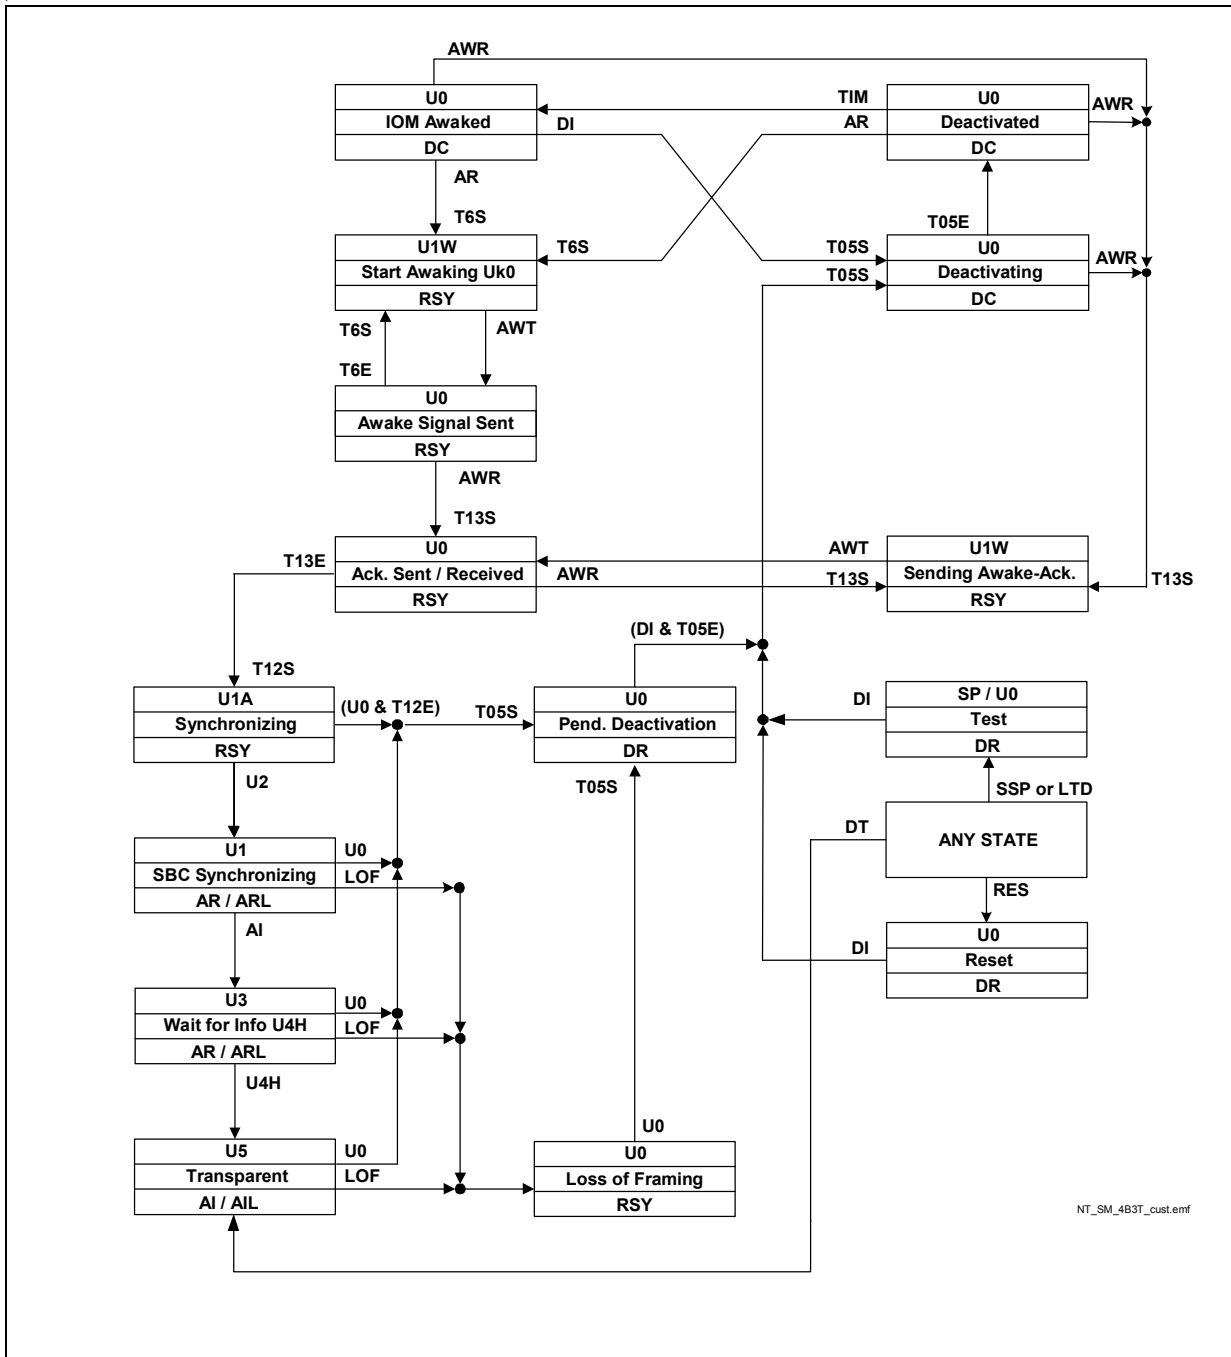 AWR
U0
IOM Awaked
DC
TIM
DI
AR
U0
Deactivated
DC
AWR
AR
T6S
T6S
T05S
T05S
T05E
U1W
Start Awaking Uk0
RSY
U0
Deactivating
DC
AWR
T6S
T6E
AWT
U0
Awake Signal Sent
RSY
AWR
T13S
T13E
U0
Ack. Sent / Received
RSY
AWR
AWT
T13S
U1W
Sending Awake-Ack.
RSY
T13S
T12S
(DI & T05E)
U1A
Synchronizing
RSY
(U0 & T12E)
T05S
U0
Pend. Deactivation
DR
T05S
DI
SP / U0
Test
DR
SSP or LTD
U2
DT
ANY STATE
RES
U1
SBC Synchronizing
AR / ARL
U0
LOF
AI
DI
U0
Reset
DR
U3
Wait for Info U4H
AR / ARL
U0
LOF
U4H
U5
Transparent
AI / AIL
U0
LOF
U0
U0
Loss of Framing
RSY
NT_SM_4B3T_cust.emf